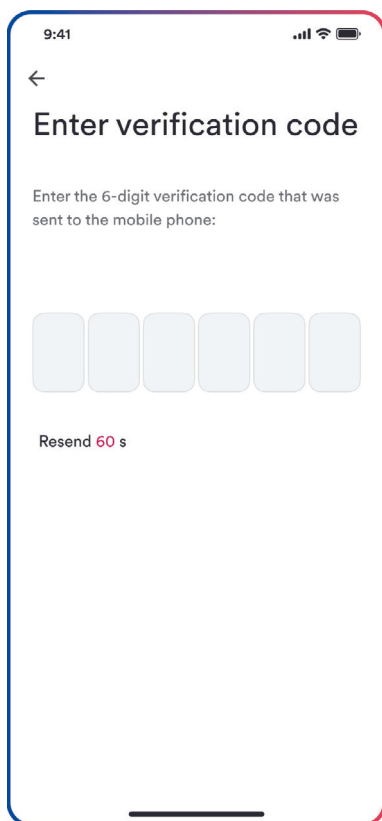 9:41
Enter verification code
Enter the 6-digit verification code that was
sent to the mobile phone:
Resend 60 s